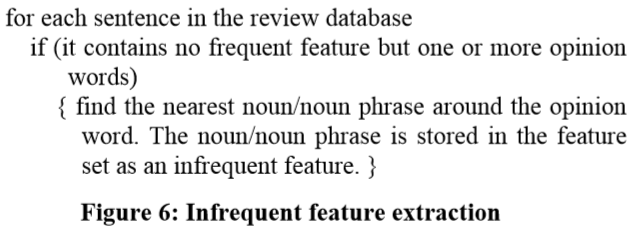 for each sentence in the review database
if (it contains no frequent feature but one or more opinion
words)
{ find the nearest noun/noun phrase around the opinion
word. The noun/noun phrase is stored in the feature
set as an infrequent feature. }
Figure 6: Infrequent feature extraction